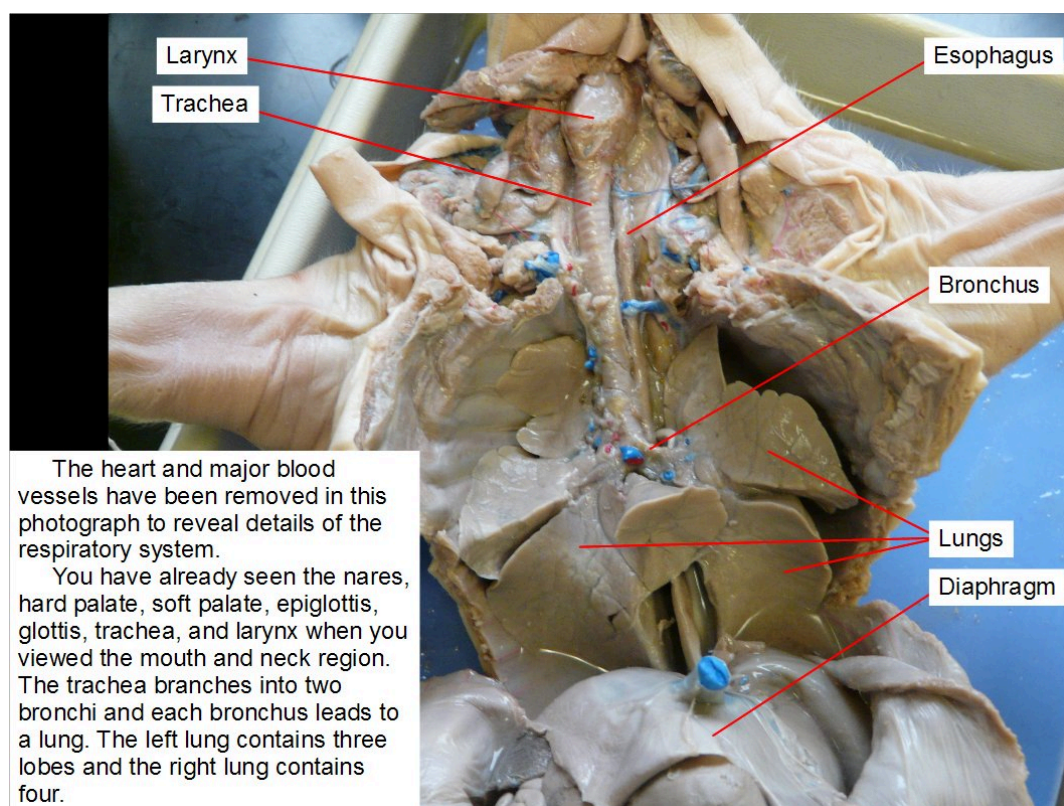 Larynx
Esophagus
Trachea
Bronchus
The heart and major blood
vessels have been removed in this
photograph to reveal details of the
respiratory system.
You have already seen the nares,
hard palate, soft palate, epiglottis,
glottis, trachea, and larynx when you
viewed the mouth and neck region.
The trachea branches into two
bronchi and each bronchus leads to
a lung. The left lung contains three
lobes and the right lung contains
four.
Lungs
Diaphragm